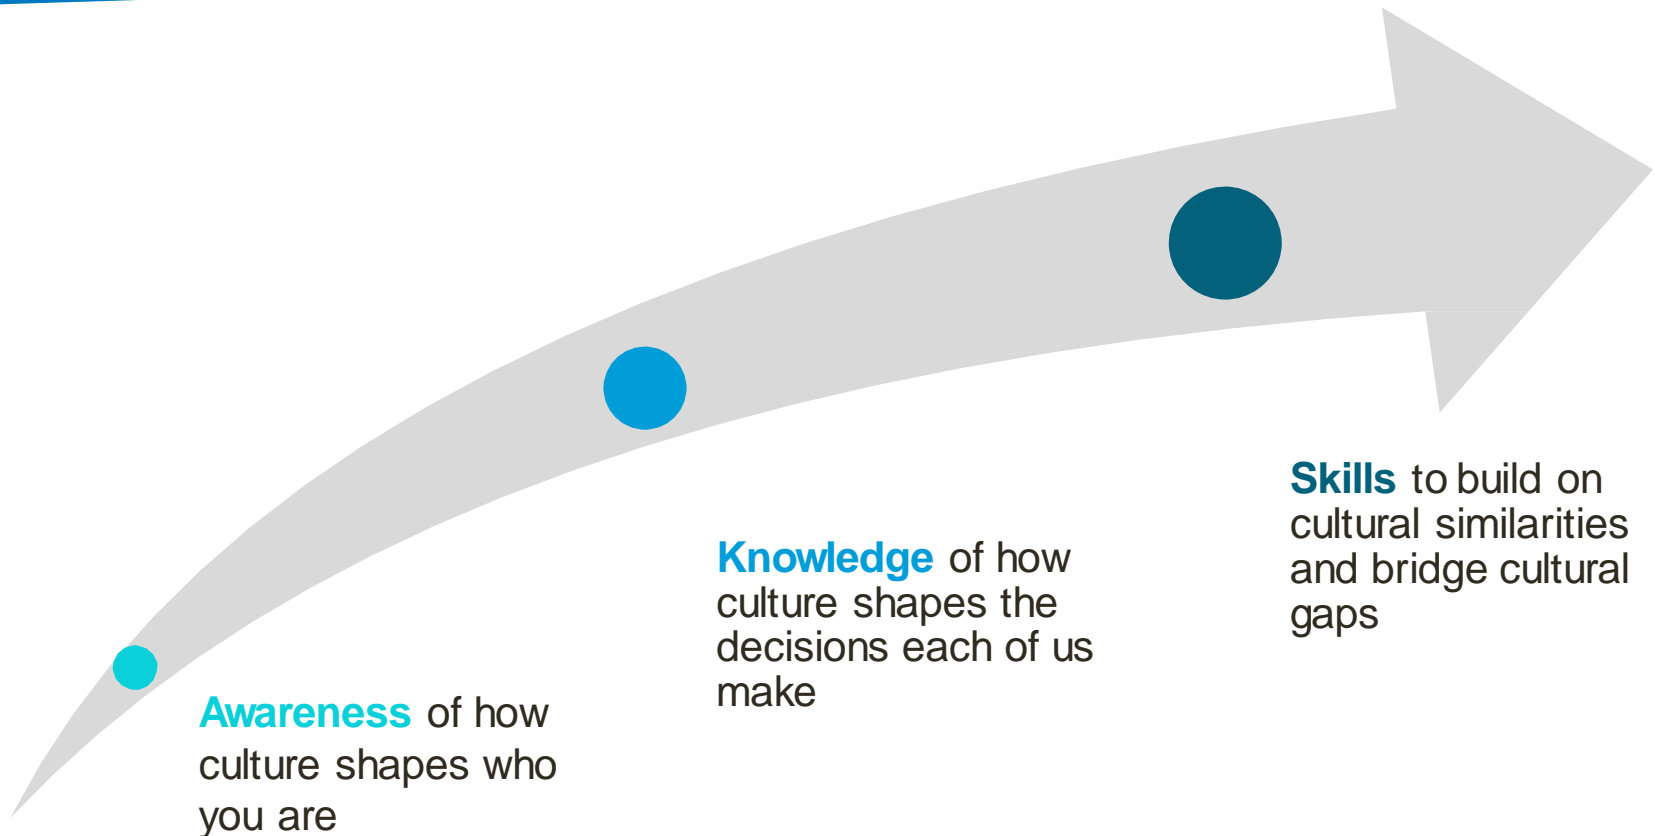 Awareness of how
culture shapes who
you are
Knowledge of how
culture shapes the
decisions each of us
make
Skills to build on
cultural similarities
and bridge cultural
gaps